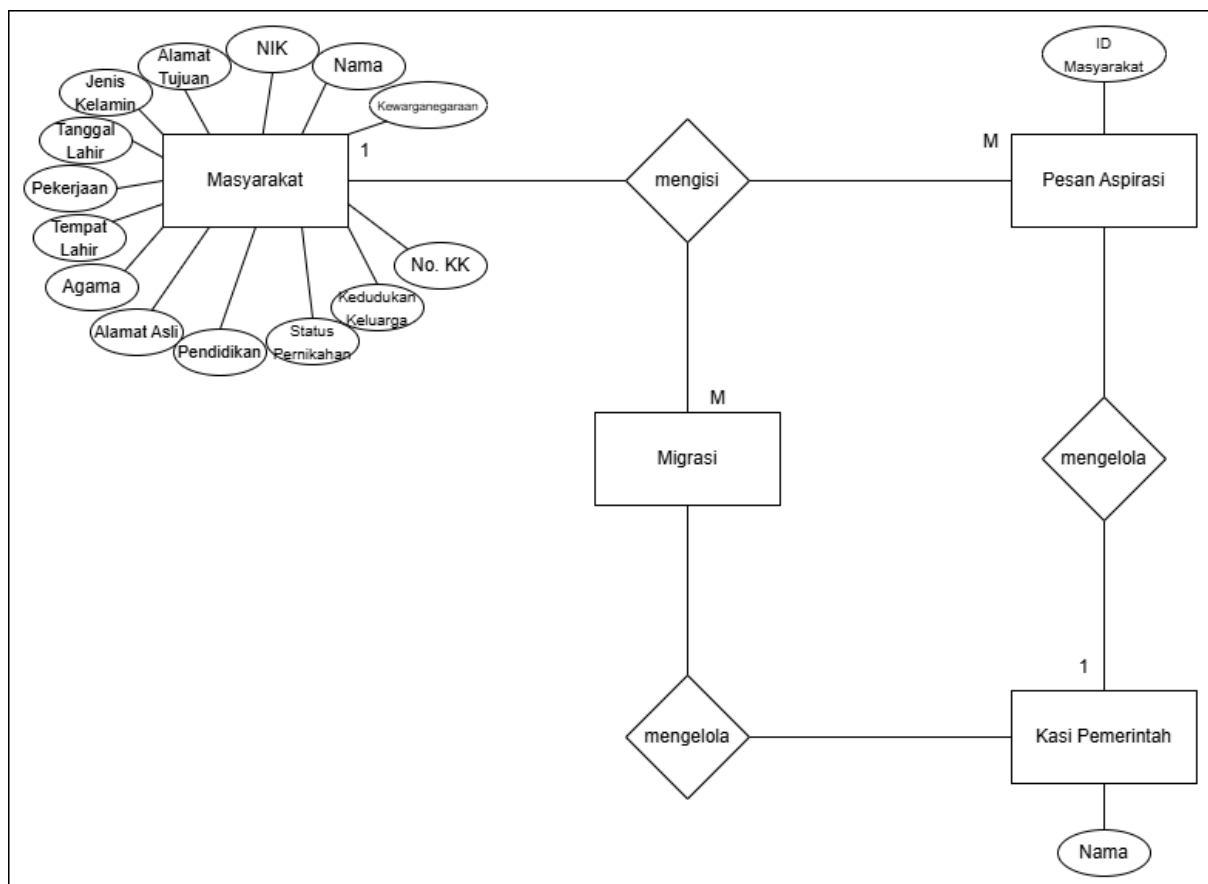 NIK
Alamat
Tujuan
Nama
Jenis
Kelamin
Kewarganegaraan
Tanggal
Lahir
Pekerjaan
Tempat
Lahir
Agama
Alamat Asli
Pendidikan
Status
Pernikahan
Kedudukan
Keluarga
No. KK
Masyarakat
1
mengisi
M
ID
Masyarakat
Pesan Aspirasi
M
Migrasi
mengelola
mengelola
1
Kasi Pemerintah
Nama